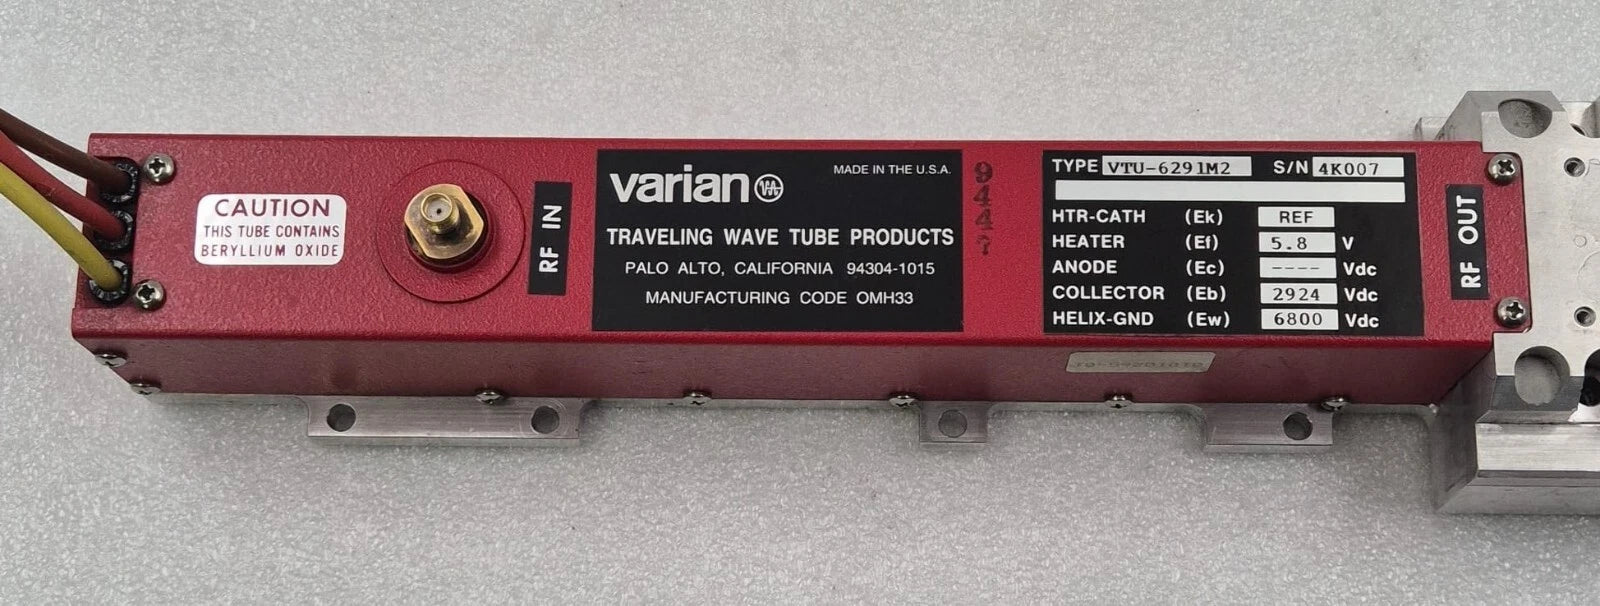 CAUTION
THIS TUBE CONTAINS
BERYLLIUM OXIDE
RF IN
varian
MADE IN THE U.S.A.
TRAVELING WAVE TUBE PRODUCTS
PALO ALTO, CALIFORNIA 94304-1015
MANUFACTURING CODE OMH33
TYPE VTU-6291M2 S/N 4K007
HTR-CATH (Ek) REF
HEATER (Ef) 5.8 V
ANODE (Ec) ---- Vdc
COLLECTOR (Eb) 2924 Vdc
HELIX-GND (Ew) 6800 Vdc
RF OUT